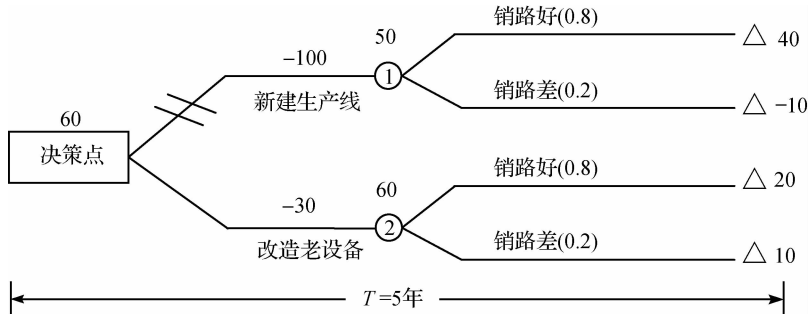 销路好(0.8)
△ 40
50
−100
①
新建生产线
销路差(0.2)
△ −10
60
决策点
销路好(0.8)
△ 20
60
−30
②
改造老设备
销路差(0.2)
△ 10
T =5年